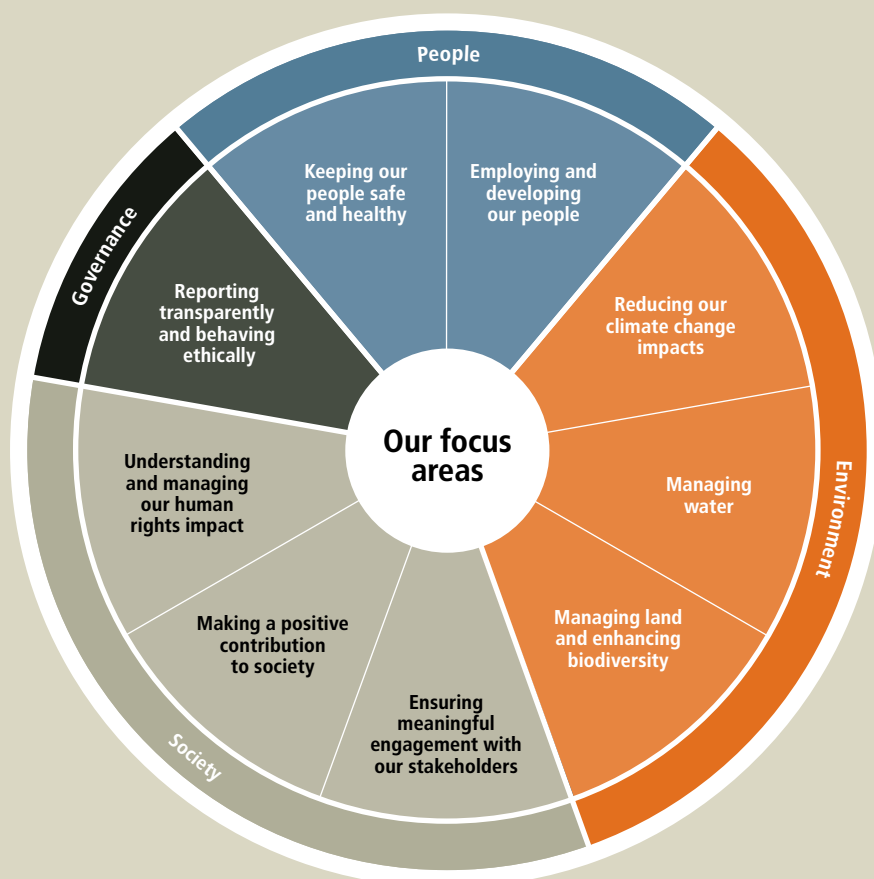 People
Keeping our
people safe
and healthy
Employing and
developing
our people
Environment
Reducing our
climate change
impacts
Managing
water
Managing land
and enhancing
biodiversity
Society
Ensuring
meaningful
engagement with
our stakeholders
Making a positive
contribution
to society
Understanding
and managing
our human
rights impact
Governance
Reporting
transparently
and behaving
ethically
Our focus
areas